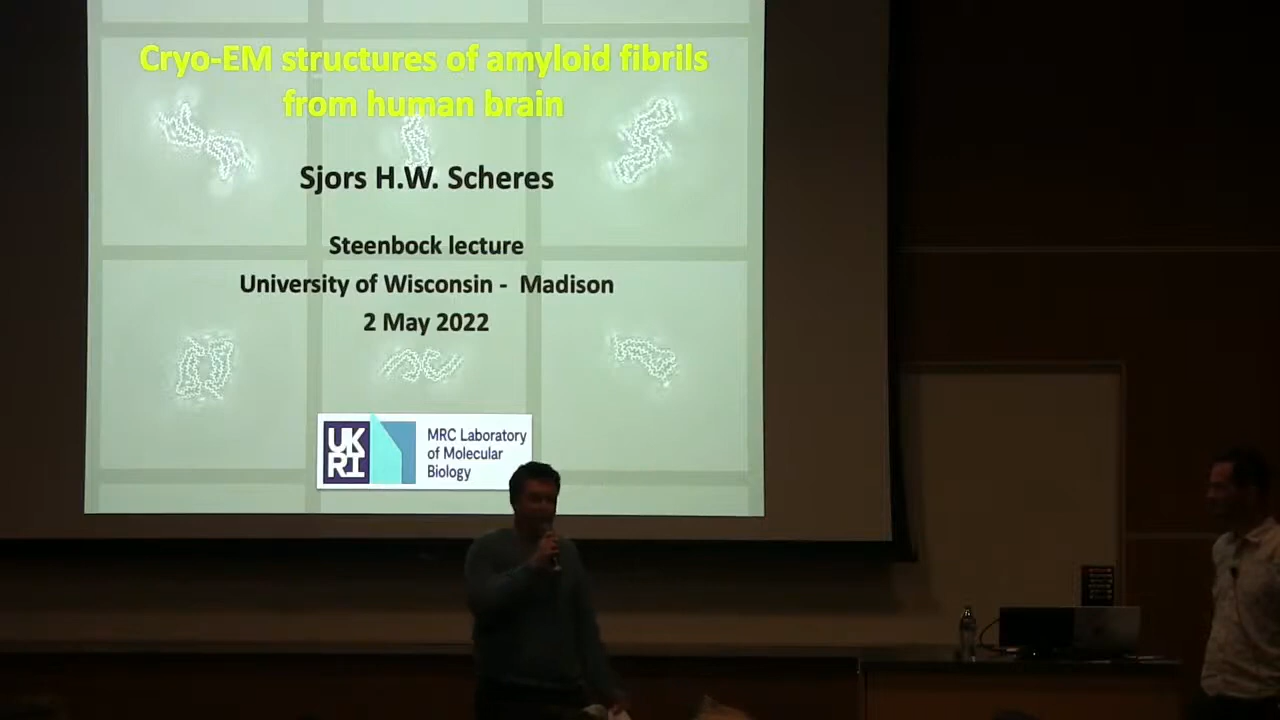 Cryo-EM structures of amyloid fibrils
from human brain
Sjors H.W. Scheres
Steenbock lecture
University of Wisconsin - Madison
2 May 2022
UK
RI
MRC Laboratory
of Molecular
Biology